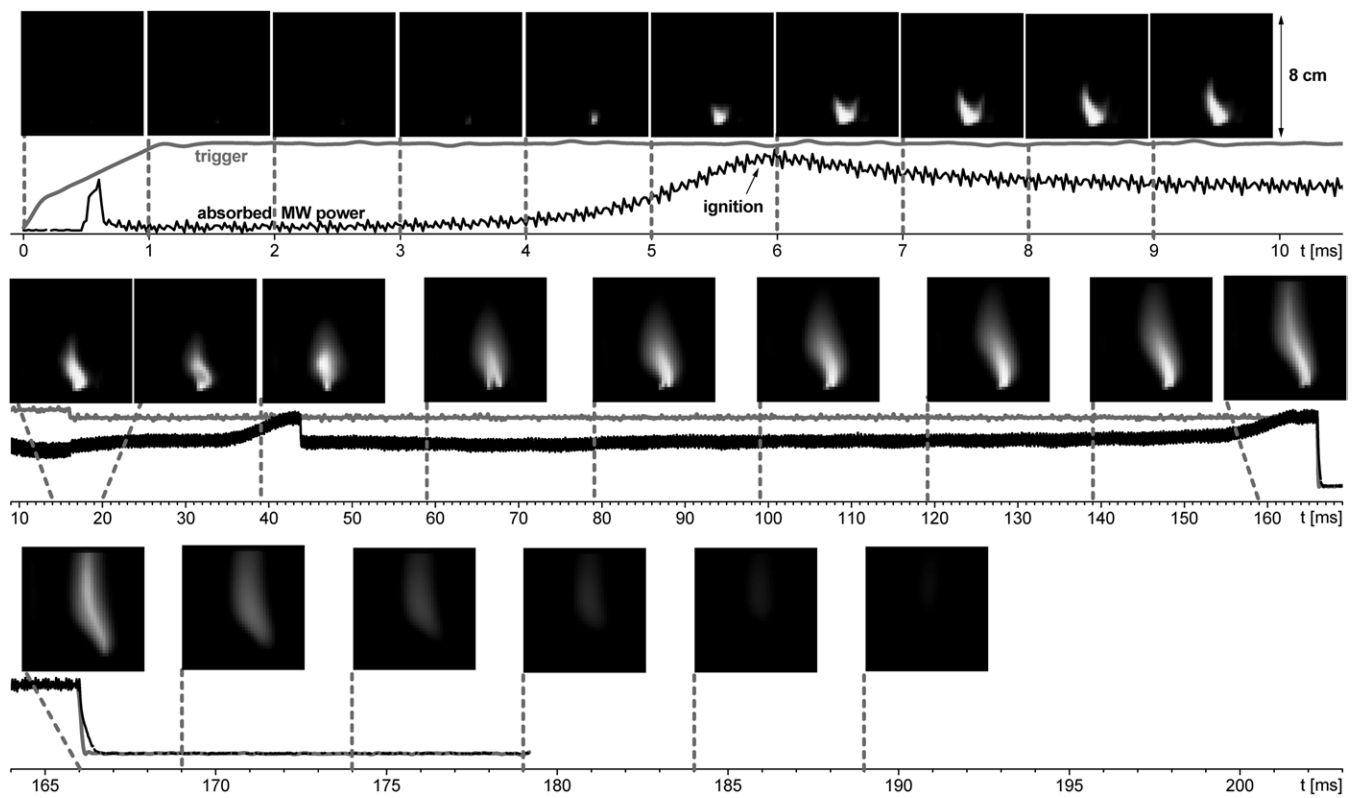 8 cm
trigger
absorbed MW power
ignition
0 1 2 3 4 5 6 7 8 9 10 t [ms]
10 20 30 40 50 60 70 80 90 100 110 120 130 140 150 160 t [ms]
165 170 175 180 185 190 195 200 t [ms]